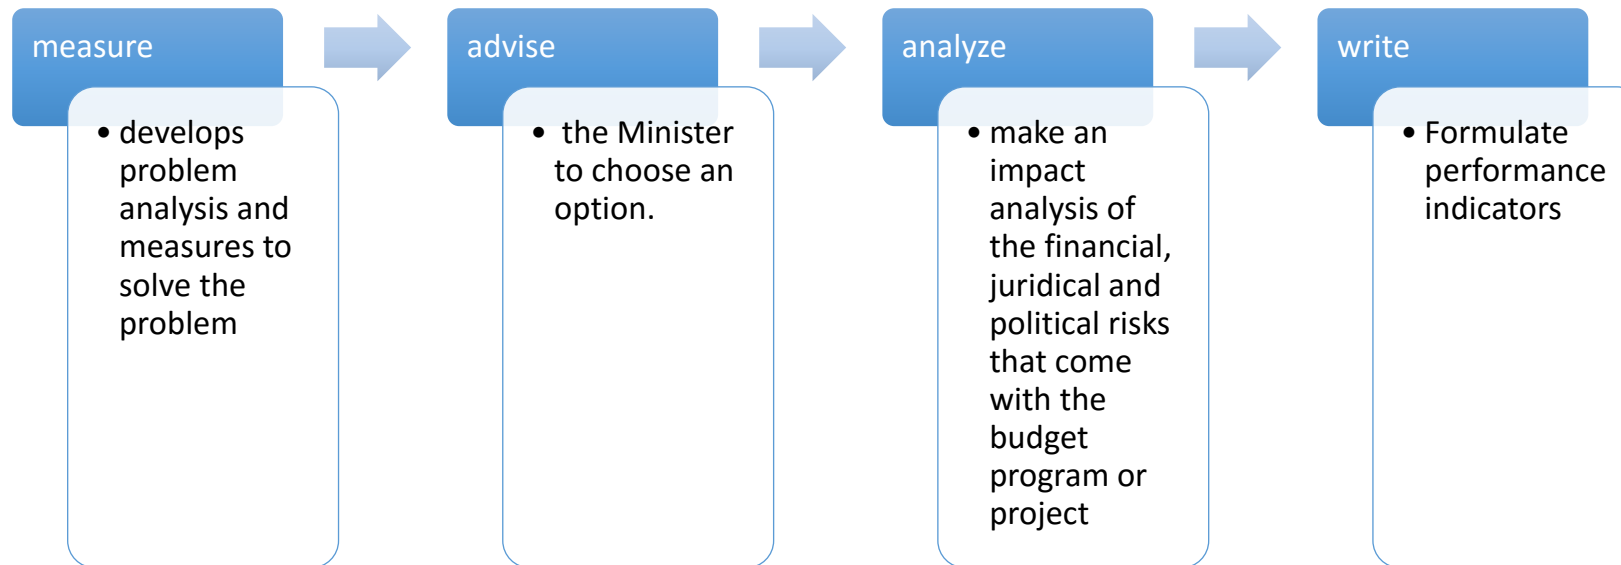 measure
• develops
problem
analysis and
measures to
solve the
problem
advise
• the Minister
to choose an
option.
analyze
• make an
impact
analysis of
the financial,
juridical and
political risks
that come
with the
budget
program or
project
write
• Formulate
performance
indicators